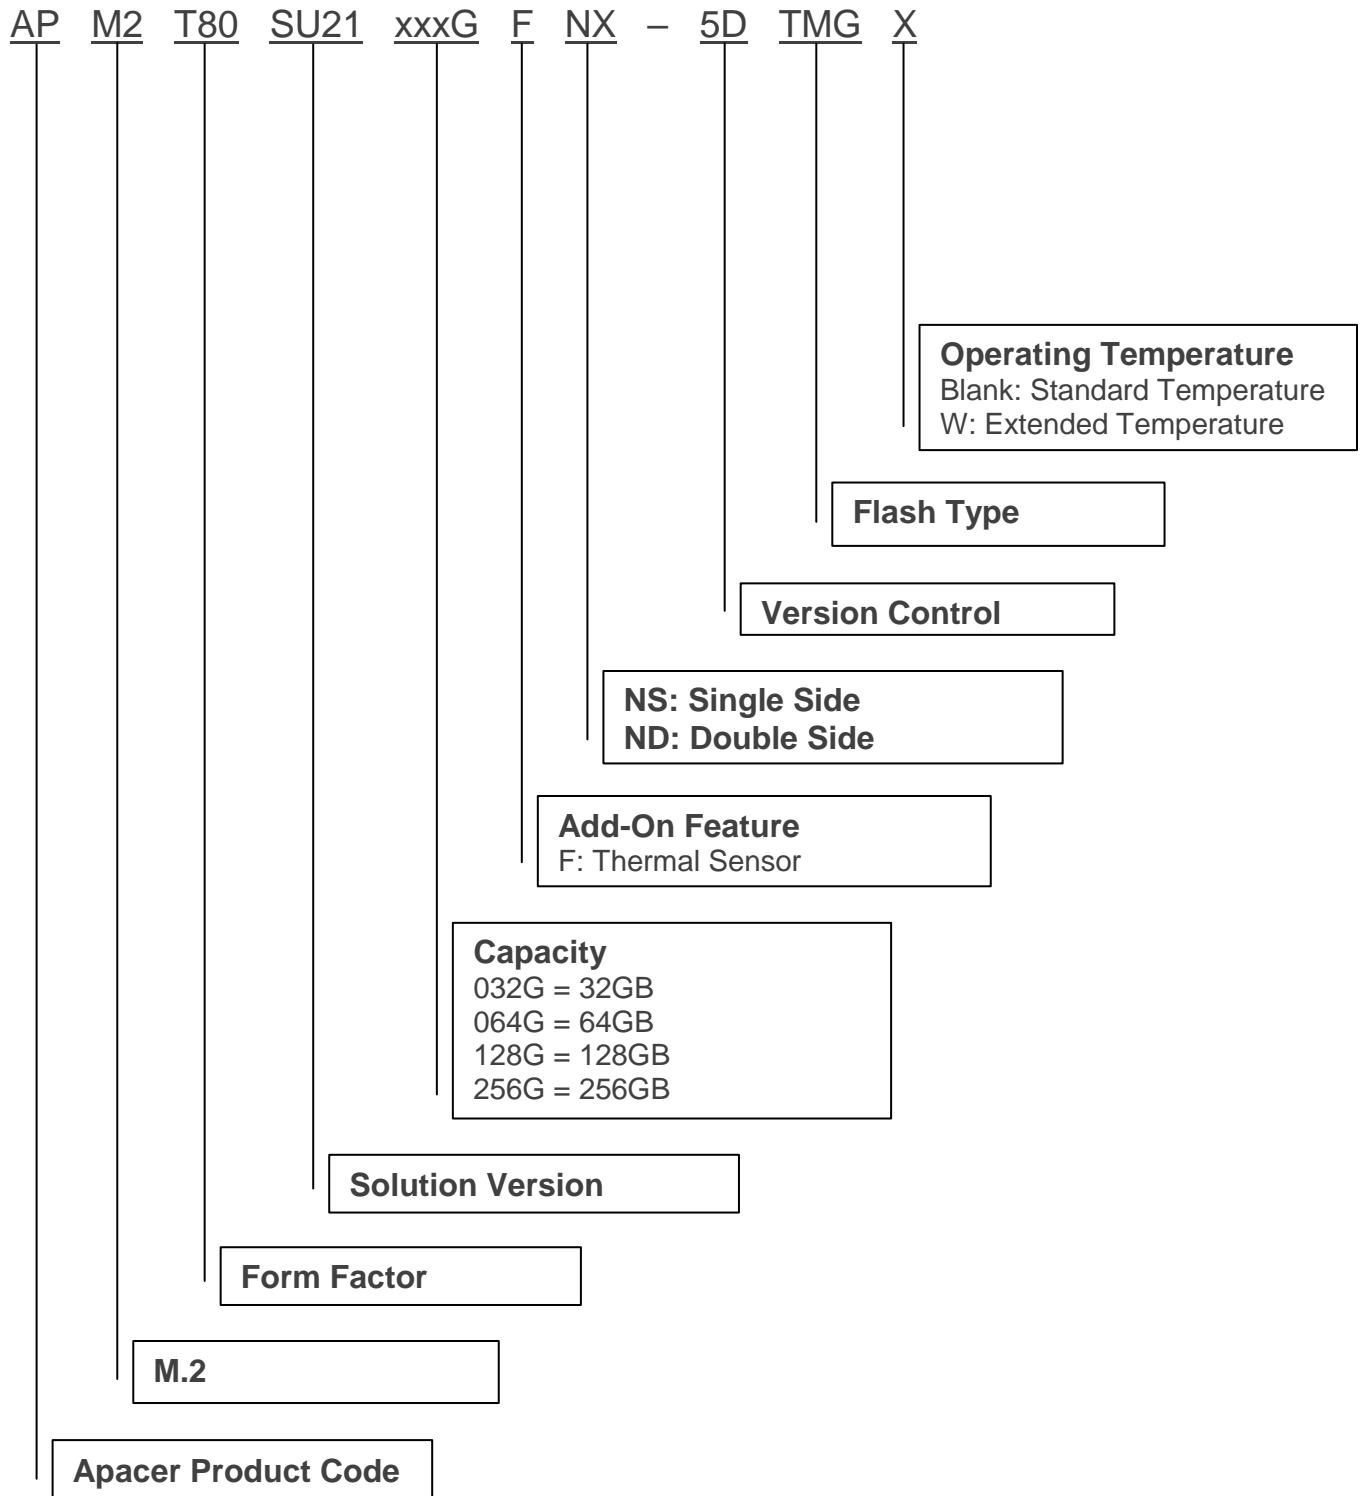 AP M2 T80 SU21 xxxG F NX – 5D TMG X
Operating Temperature
Blank: Standard Temperature
W: Extended Temperature
Flash Type
Version Control
NS: Single Side
ND: Double Side
Add-On Feature
F: Thermal Sensor
Capacity
032G = 32GB
064G = 64GB
128G = 128GB
256G = 256GB
Solution Version
Form Factor
M.2
Apacer Product Code